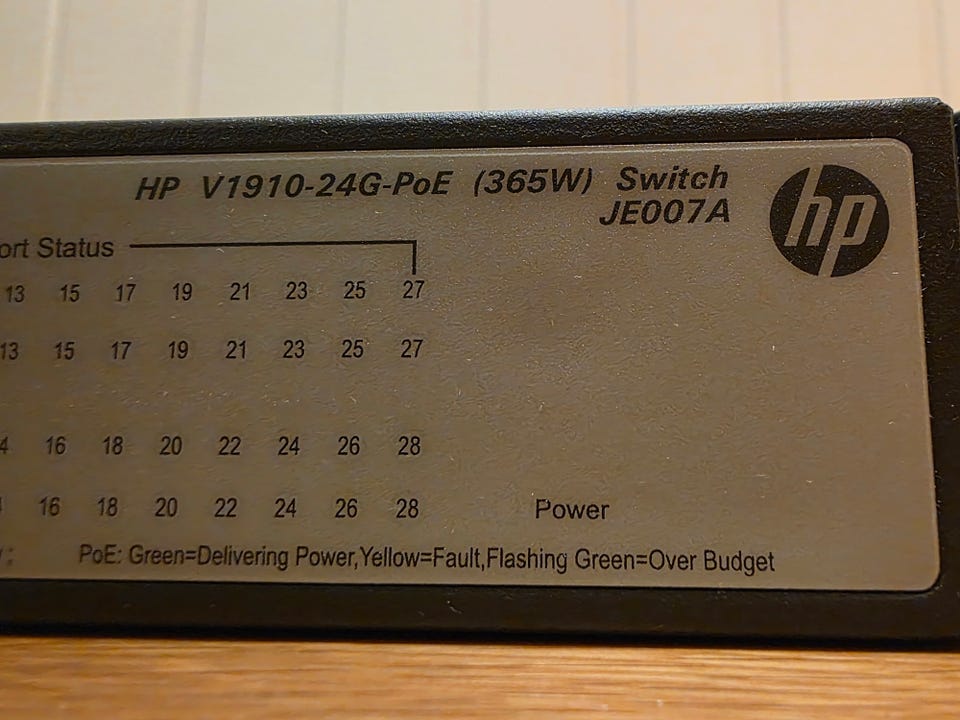 HP V1910-24G-PoE (365W) Switch
JE007A
hp
ort Status
13 15 17 19 21 23 25 27
13 15 17 19 21 23 25 27
4 16 18 20 22 24 26 28
16 18 20 22 24 26 28
Power
PoE: Green=Delivering Power,Yellow=Fault,Flashing Green=Over Budget